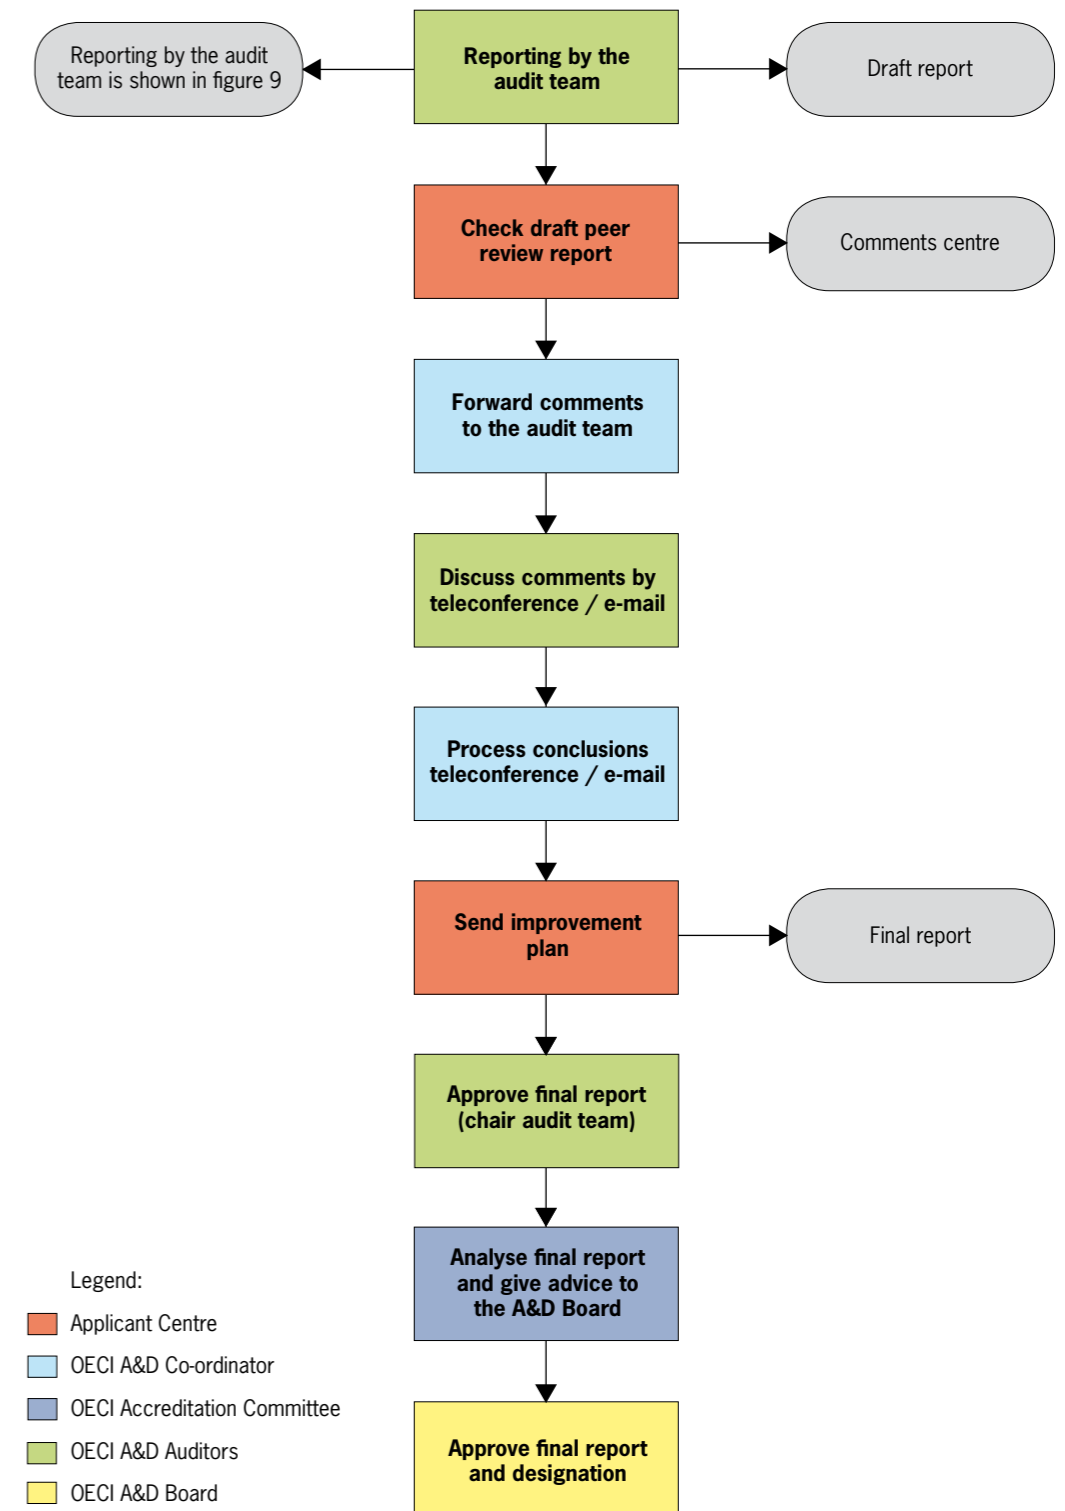 Reporting by the audit
team is shown in figure 9
Reporting by the
audit team
Draft report
Check draft peer
review report
Comments centre
Forward comments
to the audit team
Discuss comments by
teleconference / e-mail
Process conclusions
teleconference / e-mail
Send improvement
plan
Final report
Approve final report
(chair audit team)
Analyse final report
and give advice to
the A&D Board
Approve final report
and designation
Legend:
Applicant Centre
OECI A&D Co-ordinator
OECI Accreditation Committee
OECI A&D Auditors
OECI A&D Board